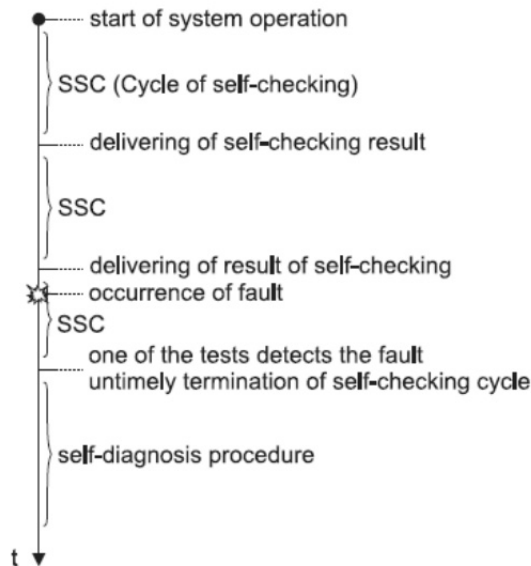 start of system operation
SSC (Cycle of self-checking)
delivering of self-checking result
SSC
delivering of result of self-checking
occurrence of fault
SSC
one of the tests detects the fault
untimely termination of self-checking cycle
self-diagnosis procedure
t